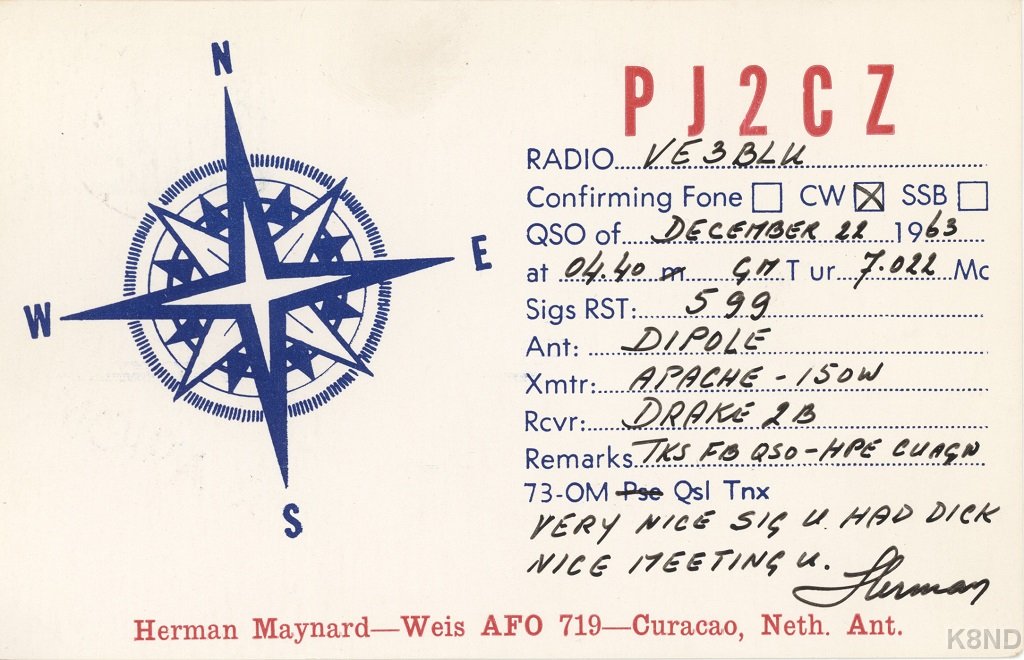 N
E
W
S
PJ2CZ
RADIO VE3BLU
Confirming Fone CW SSB
QSO of DECEMBER 22 1963
at 04.40 m GMT ur 7.022 Mc
Sigs RST: 599
Ant: DIPOLE
Xmtr: APACHE - 150W
Rcvr: DRAKE 2B
Remarks TKS FB QSO - HPE CUAGN
73-OM Pse Qsl Tnx
VERY NICE SIG U HAD DICK
NICE MEETING U.
Herman
Herman Maynard—Weis AFO 719—Curacao, Neth. Ant.
K8ND